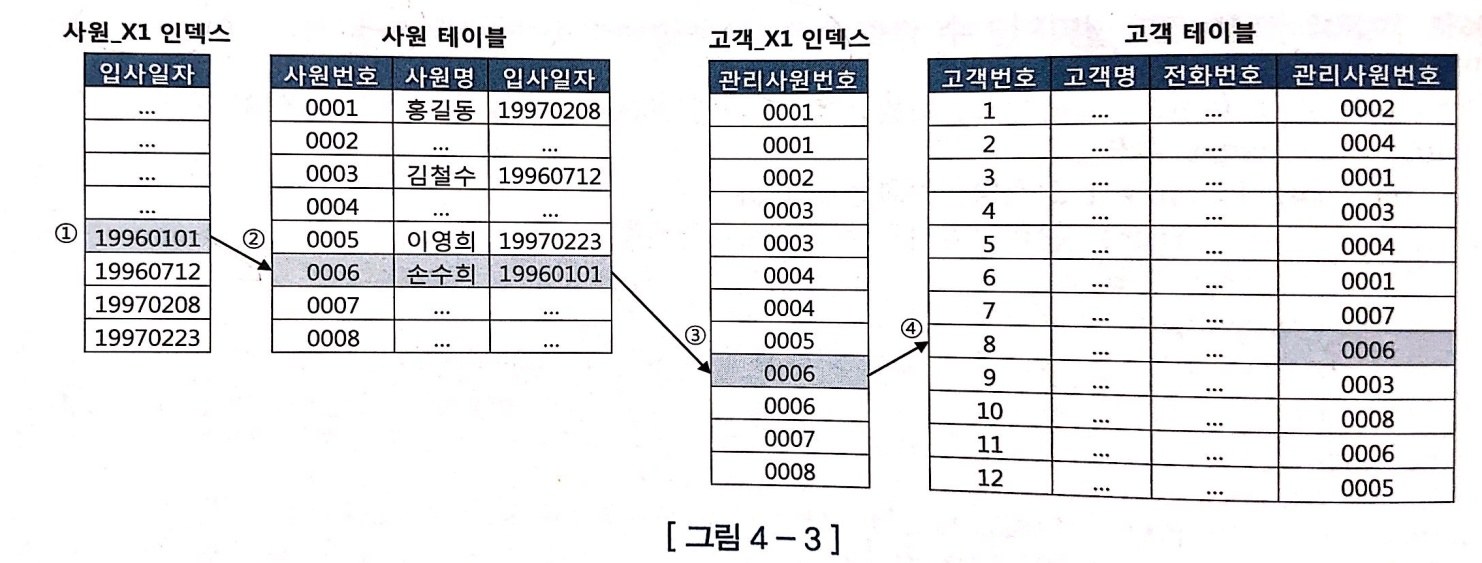 사원_X1 인덱스
입사일자
...
...
...
...
① 19960101
19960712
19970208
19970223
사원 테이블
사원번호 사원명 입사일자
0001 홍길동 19970208
0002 ... ...
0003 김철수 19960712
0004 ... ...
0005 이영희 19970223
② 0006 손수희 19960101
0007 ... ...
0008 ... ...
고객_X1 인덱스
관리사원번호
0001
0001
0002
0003
0003
0004
0004
0005
③ 0006
0006
0007
0008
고객 테이블
고객번호 고객명 전화번호 관리사원번호
1 ... ... 0002
2 ... ... 0004
3 ... ... 0001
4 ... ... 0003
5 ... ... 0004
6 ... ... 0001
7 ... ... 0007
④ 8 ... ... 0006
9 ... ... 0003
10 ... ... 0008
11 ... ... 0006
12 ... ... 0005
[ 그림 4 – 3 ]